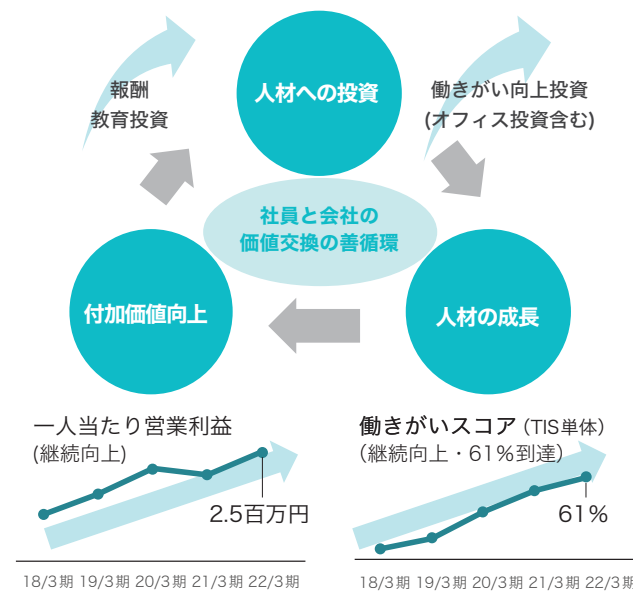 報酬
教育投資
人材への投資
働きがい向上投資
(オフィス投資含む)
社員と会社の
価値交換の善循環
付加価値向上
人材の成長
一人当たり営業利益
(継続向上)
2.5百万円
18/3期 19/3期 20/3期 21/3期 22/3期
働きがいスコア（TIS単体）
（継続向上・61%到達）
61%
18/3期 19/3期 20/3期 21/3期 22/3期